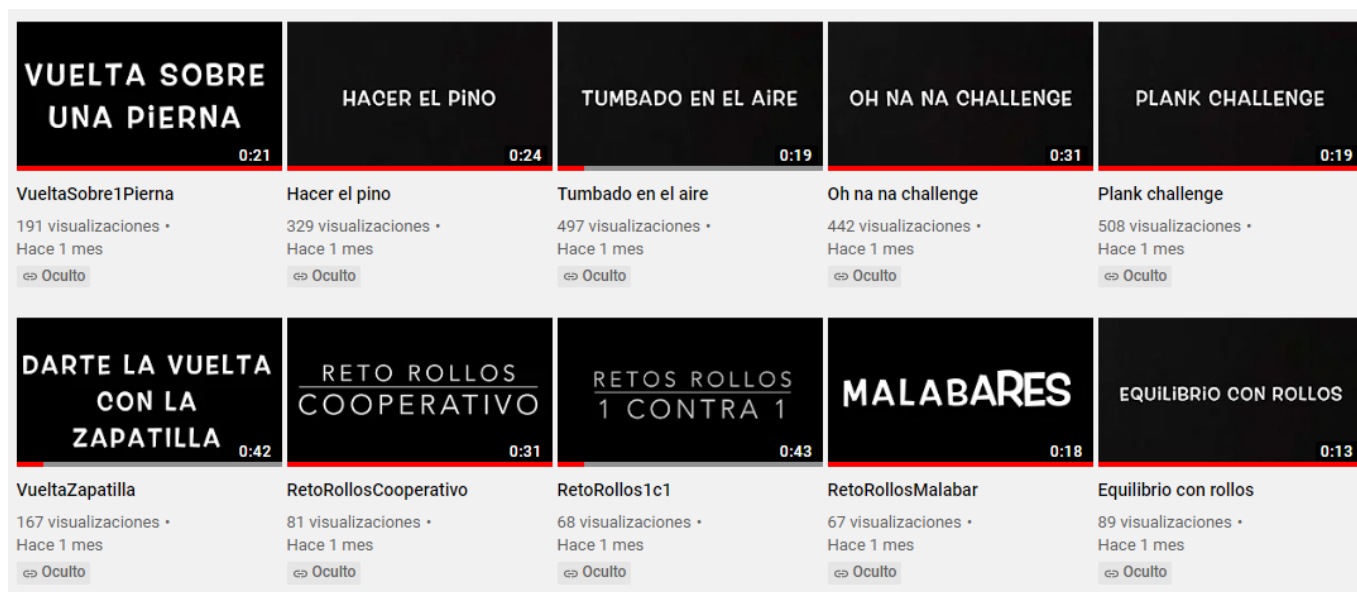 VUELTA SOBRE
UNA PiERNA
0:21
HACER EL PiNO
0:24
TUMBADO EN EL AiRE
0:19
OH NA NA CHALLENGE
0:31
PLANK CHALLENGE
0:19
VueltaSobre1Pierna
191 visualizaciones •
Hace 1 mes
Oculto
Hacer el pino
329 visualizaciones •
Hace 1 mes
Oculto
Tumbado en el aire
497 visualizaciones •
Hace 1 mes
Oculto
Oh na na challenge
442 visualizaciones •
Hace 1 mes
Oculto
Plank challenge
508 visualizaciones •
Hace 1 mes
Oculto
DARTE LA VUELTA
CON LA
ZAPATILLA
0:42
RETO ROLLOS
COOPERATIVO
0:31
RETOS ROLLOS
1 CONTRA 1
0:43
MALABARES
0:18
EQUiLiBRiO CON ROLLOS
0:13
VueltaZapatilla
167 visualizaciones •
Hace 1 mes
Oculto
RetoRollosCooperativo
81 visualizaciones •
Hace 1 mes
Oculto
RetoRollos1c1
68 visualizaciones •
Hace 1 mes
Oculto
RetoRollosMalabar
67 visualizaciones •
Hace 1 mes
Oculto
Equilibrio con rollos
89 visualizaciones •
Hace 1 mes
Oculto